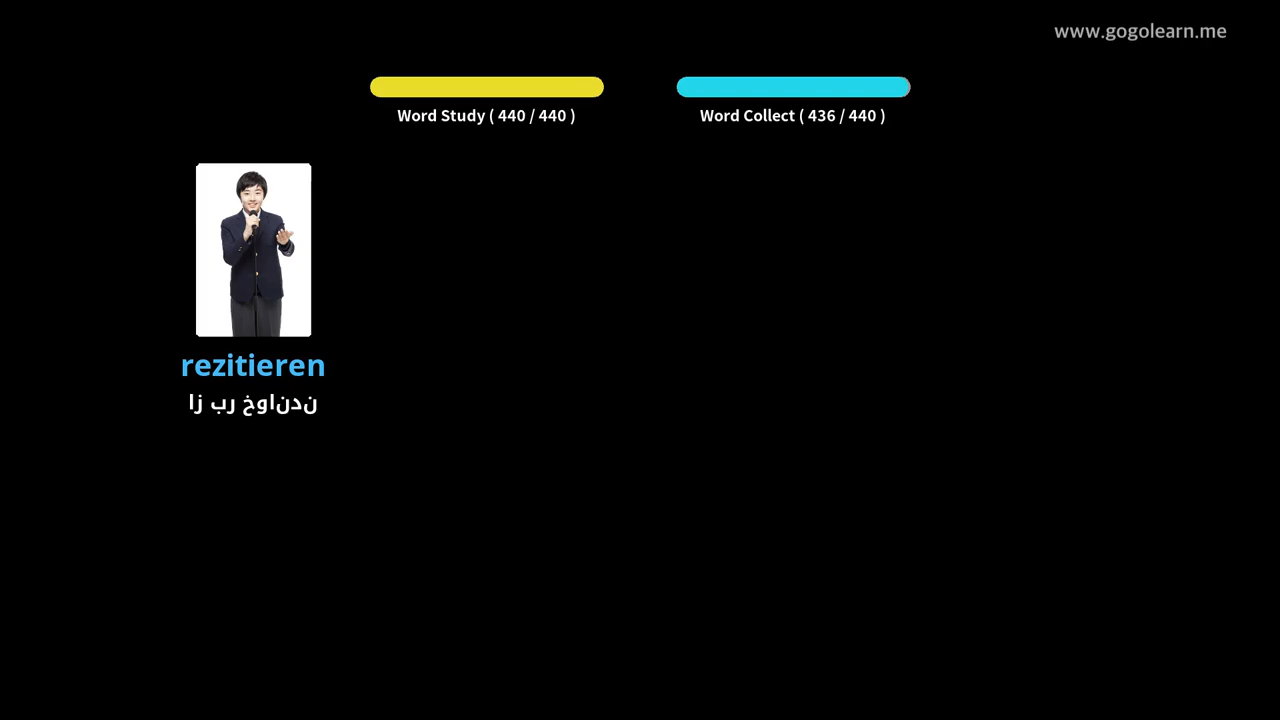 www.gogolearn.me
Word Study ( 440 / 440 )
Word Collect ( 436 / 440 )
rezitieren
از بر خواندن